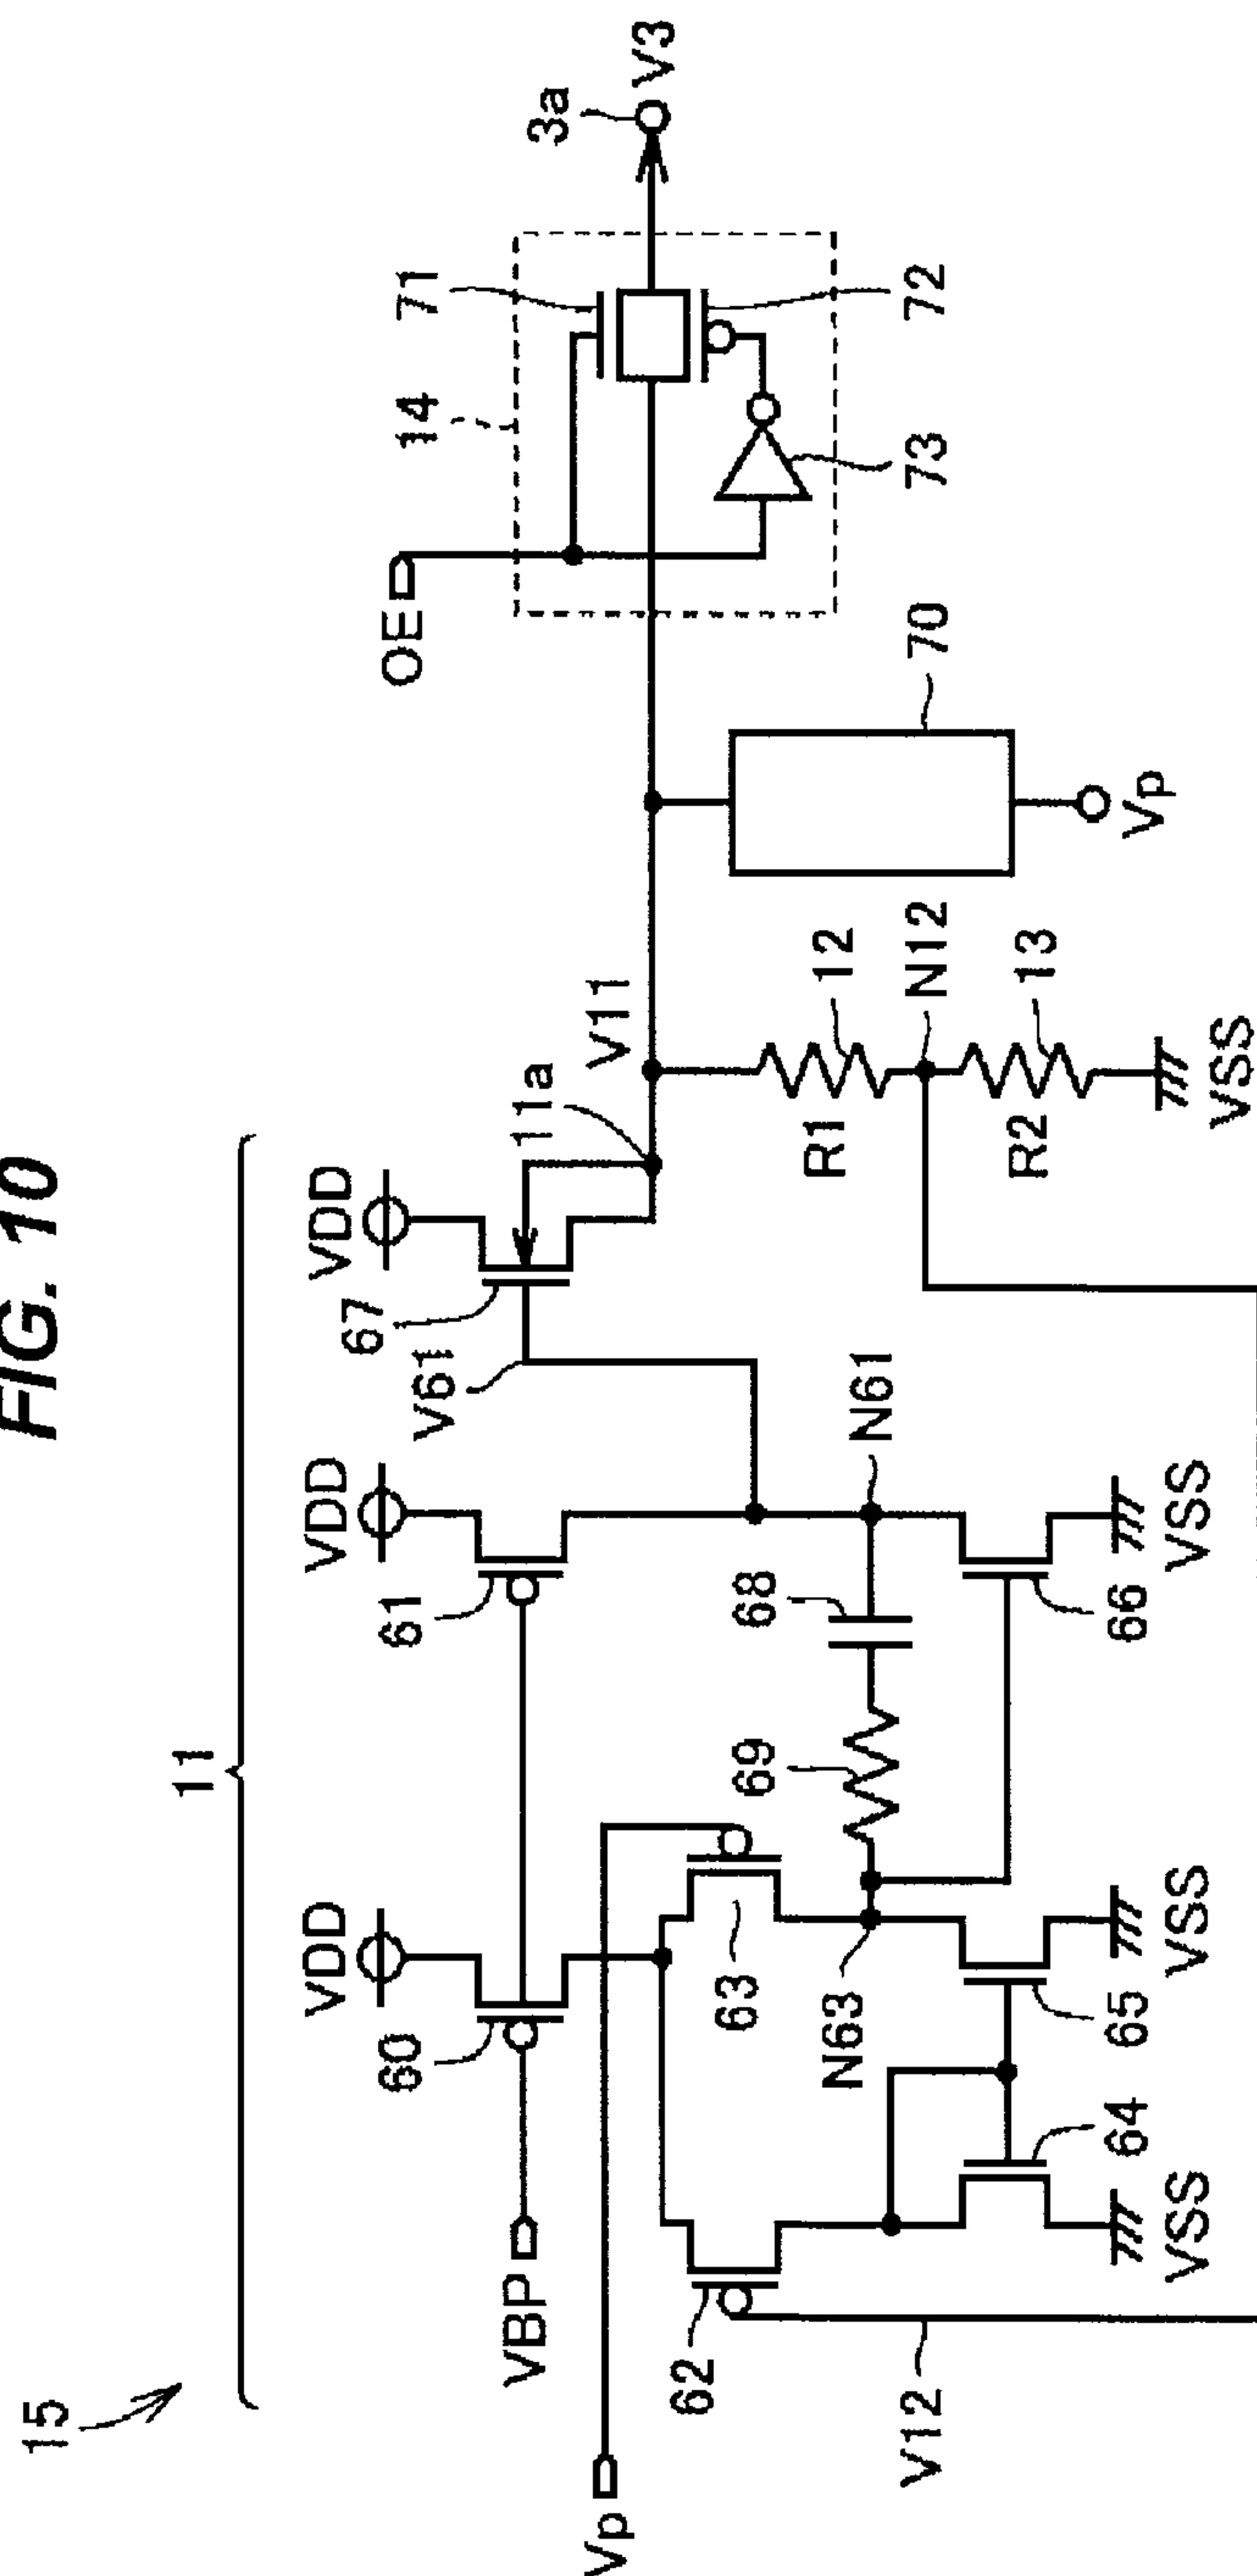 FIG. 10
15
11
VDD
VDD
VDD
OE
14
71
3a
V3
VBP
60
61
67
V61
11a
V11
Vp
62
63
69
68
N61
R1
12
N12
R2
13
VSS
70
Vp
73
72
V12
64
N63
65
66
VSS
VSS
VSS